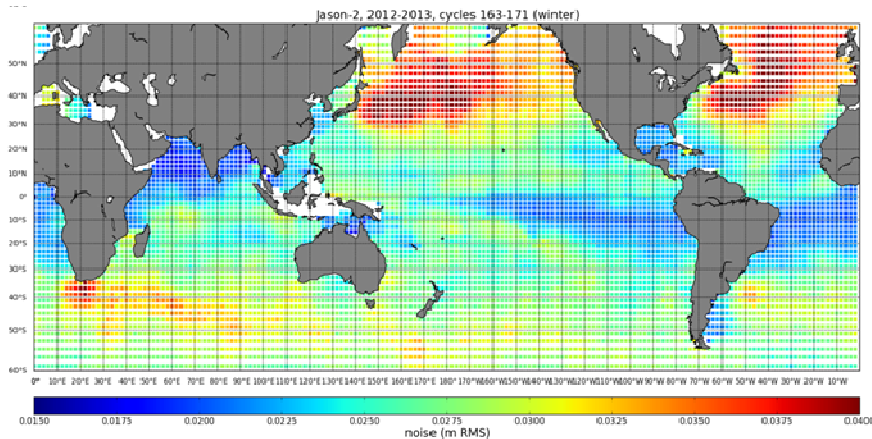 Jason-2, 2012-2013, cycles 163-171 (winter)
50°N
40°N
30°N
20°N
10°N
0°
10°S
20°S
30°S
40°S
50°S
60°S
0° 10°E 20°E 30°E 40°E 50°E 60°E 70°E 80°E 90°E 100°E 110°E 120°E 130°E 140°E 150°E 160°E 170°E 180° 170°W 160°W 150°W 140°W 130°W 120°W 110°W 100°W 90°W 80°W 70°W 60°W 50°W 40°W 30°W 20°W 10°W
0.0150 0.0175 0.0200 0.0225 0.0250 0.0275 0.0300 0.0325 0.0350 0.0375 0.0400
noise (m RMS)